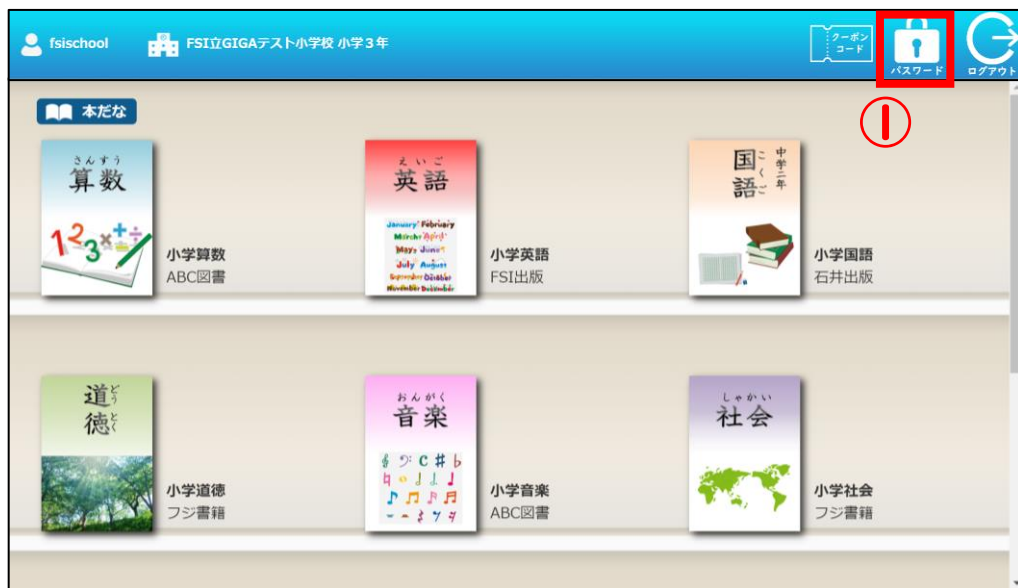 fsischool
FSI立GIGAテスト小学校 小学3年
クーポン
コード
パスワード
ログアウト
①
本だな
さんすう
算数
123×+÷
小学算数
ABC図書
えいご
英語
January February
March April
May June
July August
September October
November December
小学英語
FSI出版
中学二年
こくご
国語
小学国語
石井出版
どうとく
道徳
小学道徳
フジ書籍
おんがく
音楽
小学音楽
ABC図書
しゃかい
社会
小学社会
フジ書籍